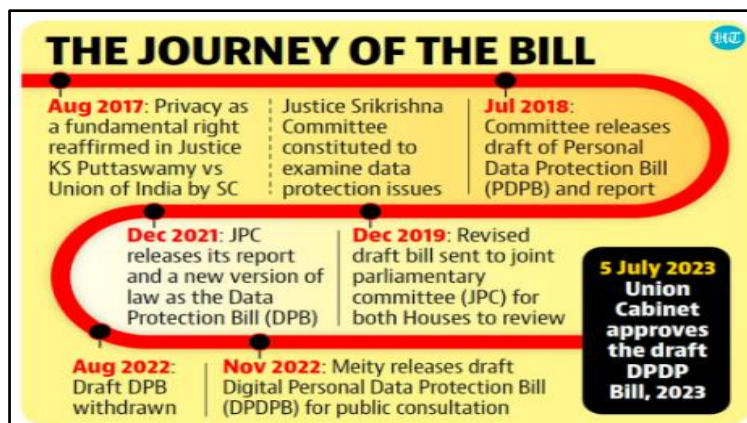 THE JOURNEY OF THE BILL
HT
Aug 2017: Privacy as
a fundamental right
reaffirmed in Justice
KS Puttaswamy vs
Union of India by SC
Justice Srikrishna
Committee
constituted to
examine data
protection issues
Jul 2018:
Committee releases
draft of Personal
Data Protection Bill
(PDPB) and report
Dec 2019: Revised
draft bill sent to joint
parliamentary
committee (JPC) for
both Houses to review
Dec 2021: JPC
releases its report
and a new version of
law as the Data
Protection Bill (DPB)
Aug 2022:
Draft DPB
withdrawn
Nov 2022: Meity releases draft
Digital Personal Data Protection Bill
(DPDPB) for public consultation
5 July 2023
Union
Cabinet
approves
the draft
DPDP
Bill, 2023